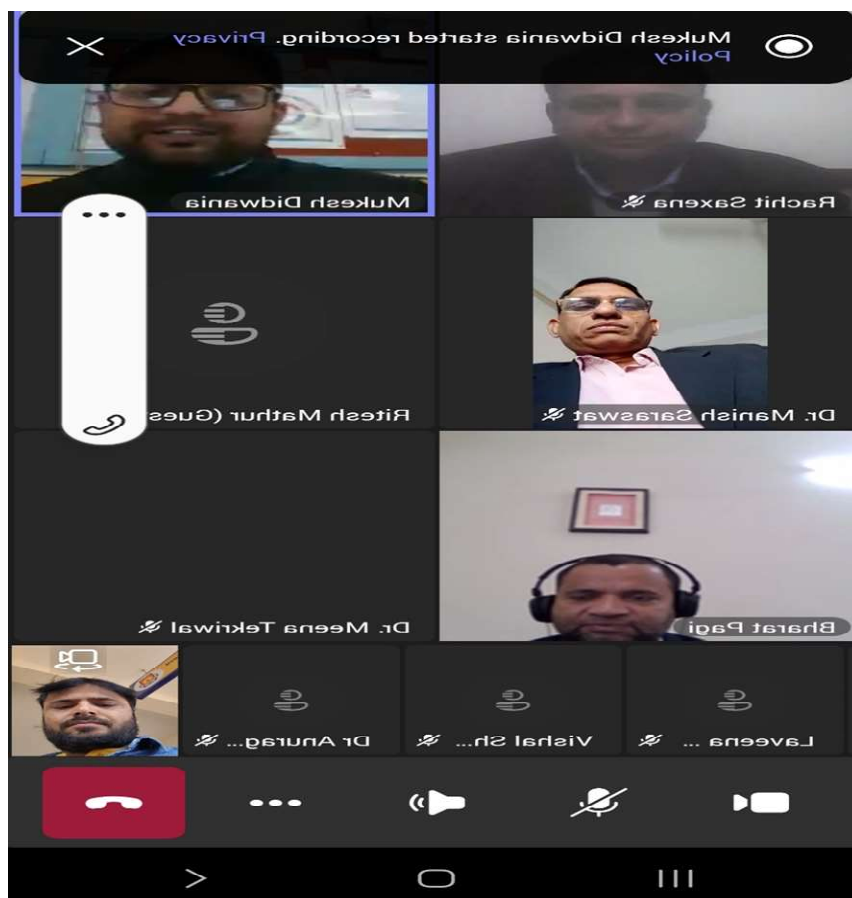 Mukesh Didwania started recording. Privacy
Policy
Rachit Saxena
Mukesh Didwania
Dr. Manish Saraswat
Ritesh Mathur (Gues
Bharat Pagi
Dr. Meena Tekriwal
Laveena ...
Vishal Sh...
Dr Anurag...